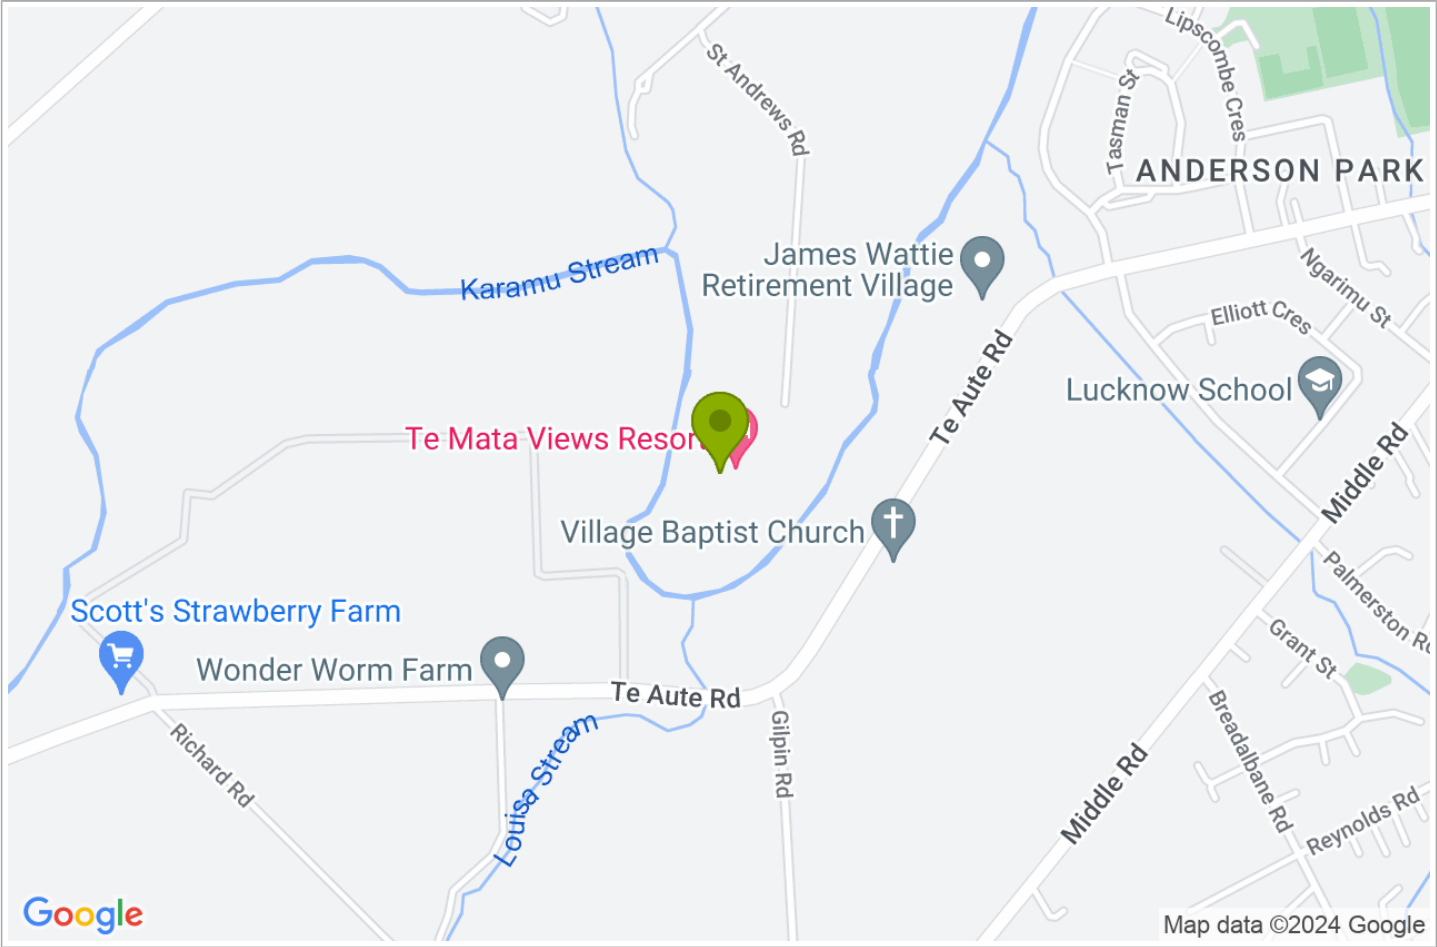 Lipscombe Cres
St Andrews Rd
Tasman St
ANDERSON PARK
James Wattie
Retirement Village
Karamu Stream
Ngarimu St
Elliott Cres
Te Aute Rd
Lucknow School
Te Mata Views Resort
Middle Rd
Village Baptist Church
Palmerston Rd
Scott's Strawberry Farm
Grant St
Wonder Worm Farm
Te Aute Rd
Breadalbane Rd
Richard Rd
Louisa Stream
Gilpin Rd
Middle Rd
Reynolds Rd
Google
Map data ©2024 Google